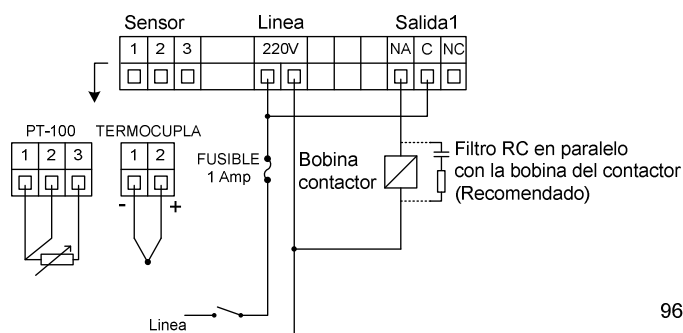 Sensor Linea Salida1
1 2 3 220V NA C NC
PT-100 TERMOCUPLA
1 2 3 1 2
- +
FUSIBLE
1 Amp
Bobina
contactor
Filtro RC en paralelo
con la bobina del contactor
(Recomendado)
Linea
96